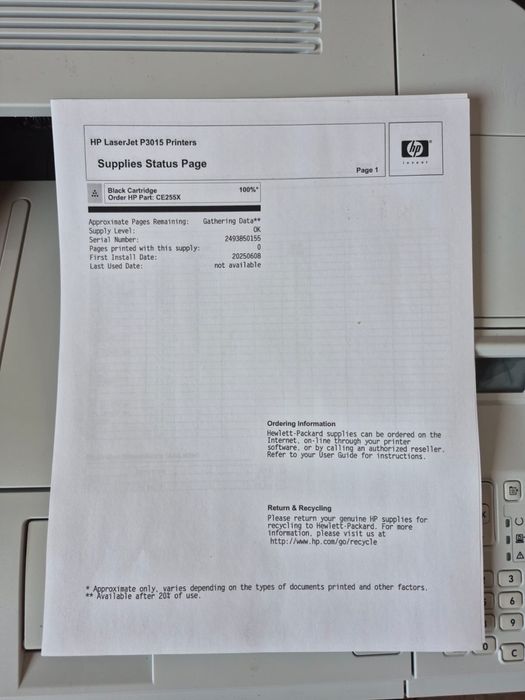 HP LaserJet P3015 Printers
Supplies Status Page
Page 1
hp
invent
Black Cartridge 100%*
Order HP Part: CE255X
Approximate Pages Remaining: Gathering Data**
Supply Level: OK
Serial Number: 2493850155
Pages printed with this supply: 0
First Install Date: 20250608
Last Used Date: not available
Ordering Information
Hewlett-Packard supplies can be ordered on the
Internet, on-line through your printer
software, or by calling an authorized reseller.
Refer to your User Guide for instructions.
Return & Recycling
Please return your genuine HP supplies for
recycling to Hewlett-Packard. For more
information, please visit us at
http://www.hp.com/go/recycle
* Approximate only, varies depending on the types of documents printed and other factors.
** Available after 20% of use.
3
6
9
0
C